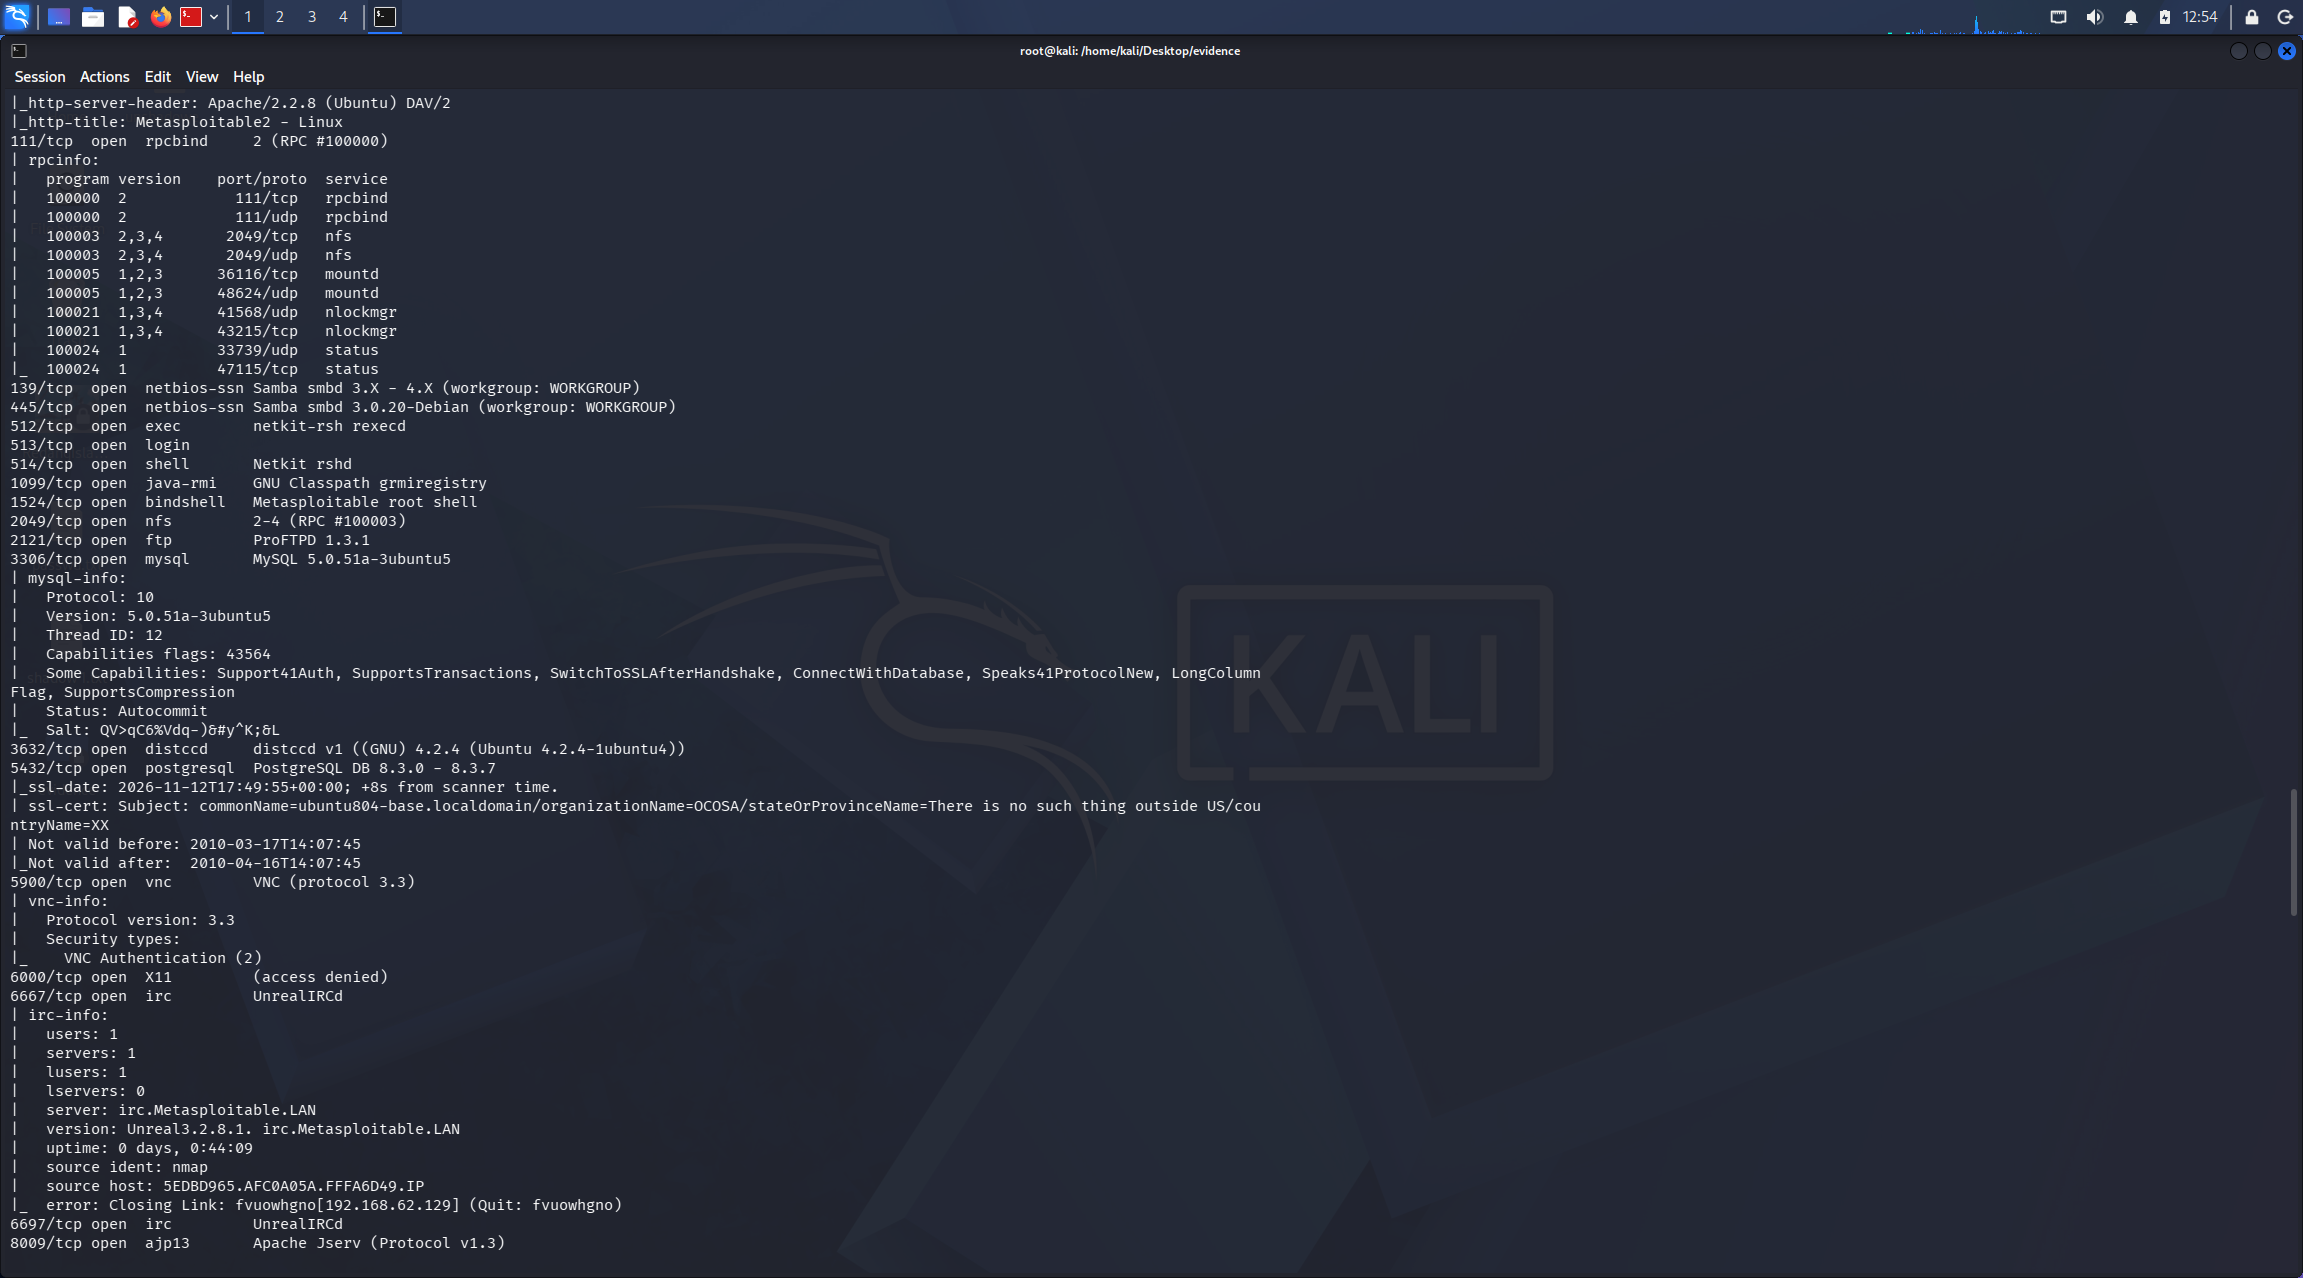 1 2 3 4 12:54
root@kali: /home/kali/Desktop/evidence
Session Actions Edit View Help
|_http-server-header: Apache/2.2.8 (Ubuntu) DAV/2
|_http-title: Metasploitable2 - Linux
111/tcp  open  rpcbind     2 (RPC #100000)
| rpcinfo:
|   program version    port/proto  service
|   100000  2            111/tcp   rpcbind
|   100000  2            111/udp   rpcbind
|   100003  2,3,4       2049/tcp   nfs
|   100003  2,3,4       2049/udp   nfs
|   100005  1,2,3      36116/tcp   mountd
|   100005  1,2,3      48624/udp   mountd
|   100021  1,3,4      41568/udp   nlockmgr
|   100021  1,3,4      43215/tcp   nlockmgr
|   100024  1          33739/udp   status
|_  100024  1          47115/tcp   status
139/tcp  open  netbios-ssn Samba smbd 3.X - 4.X (workgroup: WORKGROUP)
445/tcp  open  netbios-ssn Samba smbd 3.0.20-Debian (workgroup: WORKGROUP)
512/tcp  open  exec        netkit-rsh rexecd
513/tcp  open  login
514/tcp  open  shell       Netkit rshd
1099/tcp open  java-rmi    GNU Classpath grmiregistry
1524/tcp open  bindshell   Metasploitable root shell
2049/tcp open  nfs         2-4 (RPC #100003)
2121/tcp open  ftp         ProFTPD 1.3.1
3306/tcp open  mysql       MySQL 5.0.51a-3ubuntu5
| mysql-info:
|   Protocol: 10
|   Version: 5.0.51a-3ubuntu5
|   Thread ID: 12
|   Capabilities flags: 43564
|   Some Capabilities: Support41Auth, SupportsTransactions, SwitchToSSLAfterHandshake, ConnectWithDatabase, Speaks41ProtocolNew, LongColumn
Flag, SupportsCompression
|   Status: Autocommit
|_  Salt: QV>qC6%Vdq-)&#y^K;&L
3632/tcp open  distccd     distccd v1 ((GNU) 4.2.4 (Ubuntu 4.2.4-1ubuntu4))
5432/tcp open  postgresql  PostgreSQL DB 8.3.0 - 8.3.7
|_ssl-date: 2026-11-12T17:49:55+00:00; +8s from scanner time.
| ssl-cert: Subject: commonName=ubuntu804-base.localdomain/organizationName=OCOSA/stateOrProvinceName=There is no such thing outside US/cou
ntryName=XX
| Not valid before: 2010-03-17T14:07:45
|_Not valid after:  2010-04-16T14:07:45
5900/tcp open  vnc         VNC (protocol 3.3)
| vnc-info:
|   Protocol version: 3.3
|   Security types:
|_    VNC Authentication (2)
6000/tcp open  X11         (access denied)
6667/tcp open  irc         UnrealIRCd
| irc-info:
|   users: 1
|   servers: 1
|   lusers: 1
|   lservers: 0
|   server: irc.Metasploitable.LAN
|   version: Unreal3.2.8.1. irc.Metasploitable.LAN
|   uptime: 0 days, 0:44:09
|   source ident: nmap
|   source host: 5EDBD965.AFC0A05A.FFFA6D49.IP
|_  error: Closing Link: fvuowhgno[192.168.62.129] (Quit: fvuowhgno)
6697/tcp open  irc         UnrealIRCd
8009/tcp open  ajp13       Apache Jserv (Protocol v1.3)
KALI